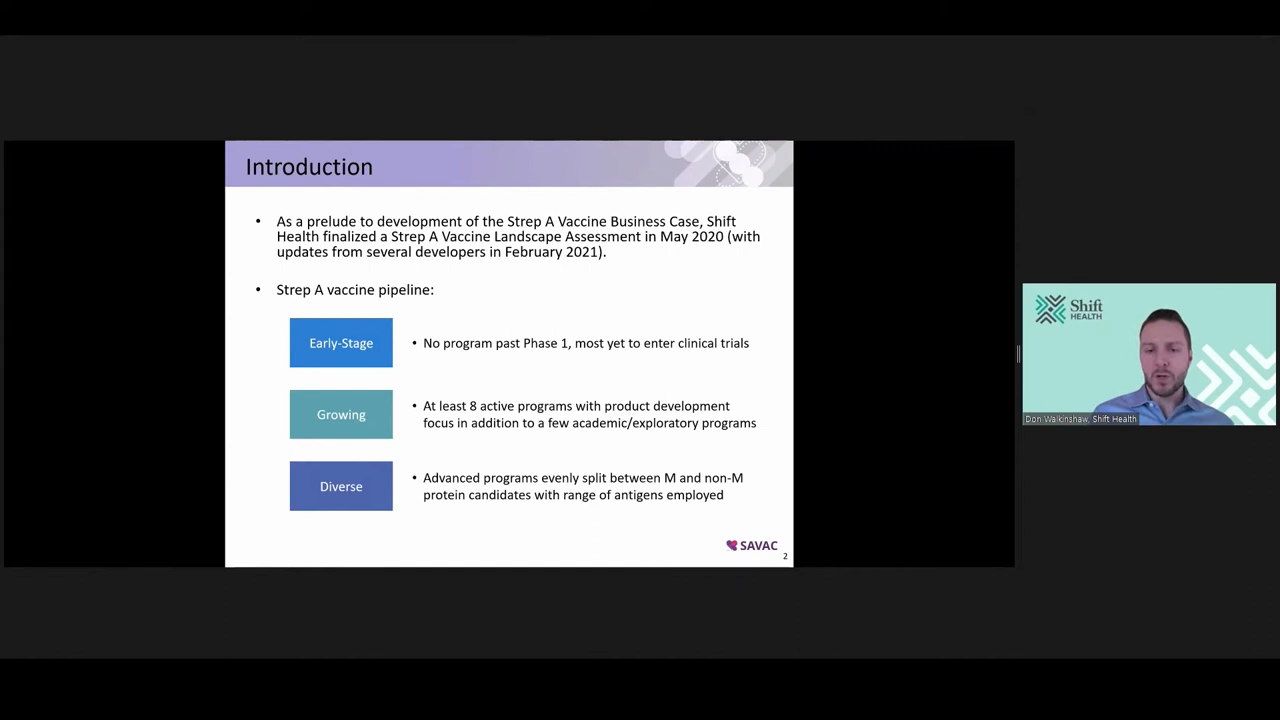 Introduction
• As a prelude to development of the Strep A Vaccine Business Case, Shift
Health finalized a Strep A Vaccine Landscape Assessment in May 2020 (with
updates from several developers in February 2021).
• Strep A vaccine pipeline:
Early-Stage
• No program past Phase 1, most yet to enter clinical trials
Growing
• At least 8 active programs with product development
focus in addition to a few academic/exploratory programs
Diverse
• Advanced programs evenly split between M and non-M
protein candidates with range of antigens employed
SAVAC
2
Shift
HEALTH
Don Walkinshaw, Shift Health